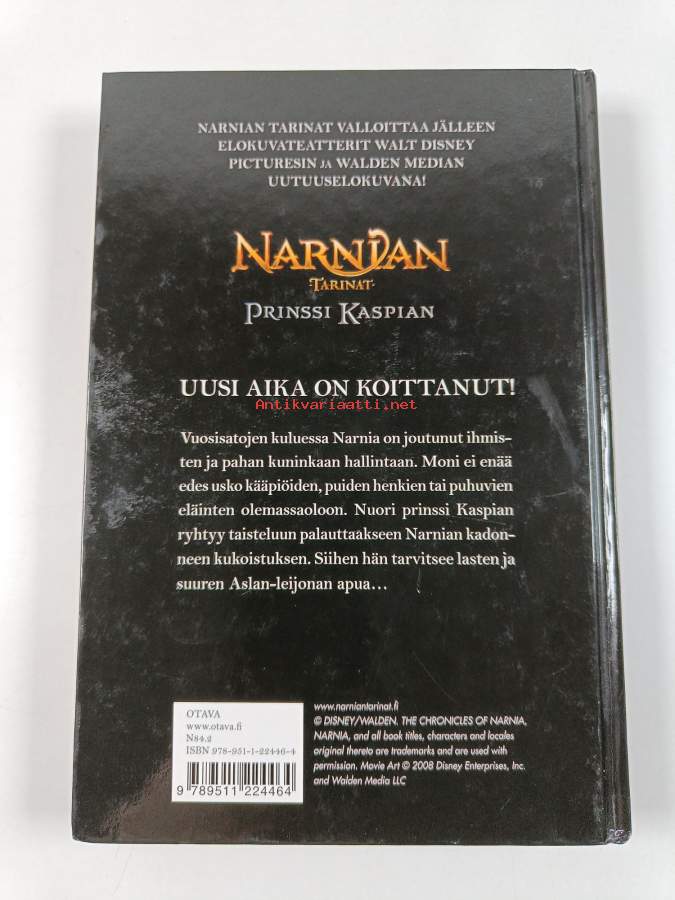 NARNIAN TARINAT VALLOITTAA JÄLLEEN
ELOKUVATEATTERIT WALT DISNEY
PICTURESIN JA WALDEN MEDIAN
UUTUUSELOKUVANA!
NARNIAN
TARINAT
PRINSSI KASPIAN
UUSI AIKA ON KOITTANUT!
Antikvariaatti.net
Vuosisatojen kuluessa Narnia on joutunut ihmis-
ten ja pahan kuninkaan hallintaan. Moni ei enää
edes usko kääpiöiden, puiden henkien tai puhuvien
eläinten olemassaoloon. Nuori prinssi Kaspian
ryhtyy taisteluun palauttaakseen Narnian kadon-
neen kukoistuksen. Siihen hän tarvitsee lasten ja
suuren Aslan-leijonan apua...
OTAVA
www.otava.fi
N84.2
ISBN 978-951-1-22446-4
9 789511 224464
www.narniantarinat.fi
© DISNEY/WALDEN. THE CHRONICLES OF NARNIA,
NARNIA, and all book titles, characters and locales
original thereto are trademarks and are used with
permission. Movie Art © 2008 Disney Enterprises, Inc.
and Walden Media LLC